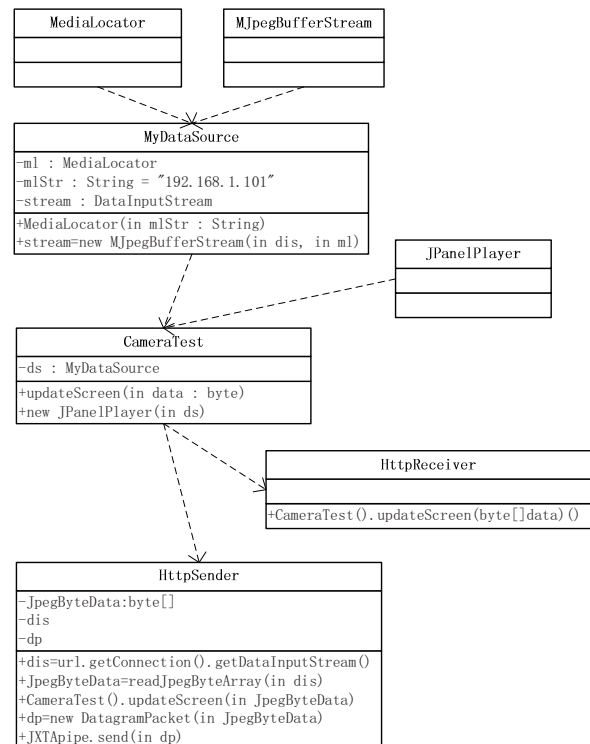 MediaLocator
MJpegBufferStream
MyDataSource
-ml : MediaLocator
-mlStr : String = "192.168.1.101"
-stream : DataInputStream
+MediaLocator(in mlStr : String)
+stream=new MJpegBufferStream(in dis, in ml)
JPanelPlayer
CameraTest
-ds : MyDataSource
+updateScreen(in data : byte)
+new JPanelPlayer(in ds)
HttpReceiver
+CameraTest().updateScreen(byte[]data)()
HttpSender
-JpegByteData:byte[]
-dis
-dp
+dis=url.getConnection().getDataInputStream()
+JpegByteData=readJpegByteArray(in dis)
+CameraTest().updateScreen(in JpegByteData)
+dp=new DatagramPacket(in JpegByteData)
+JXTApipe.send(in dp)